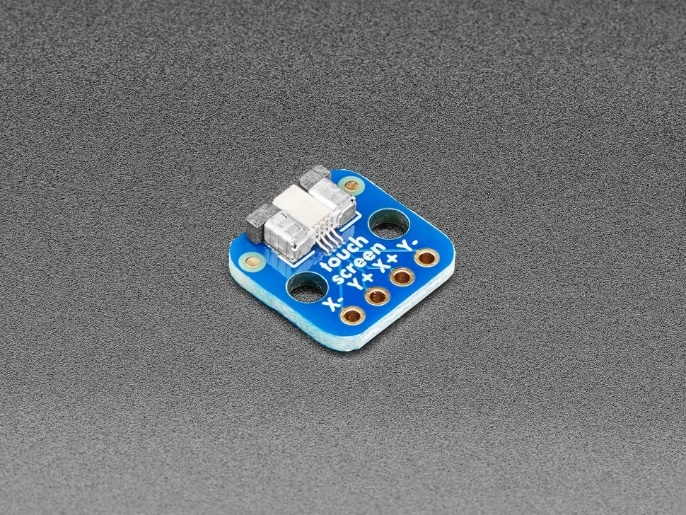 touch
screen
X- Y+ X+ Y-